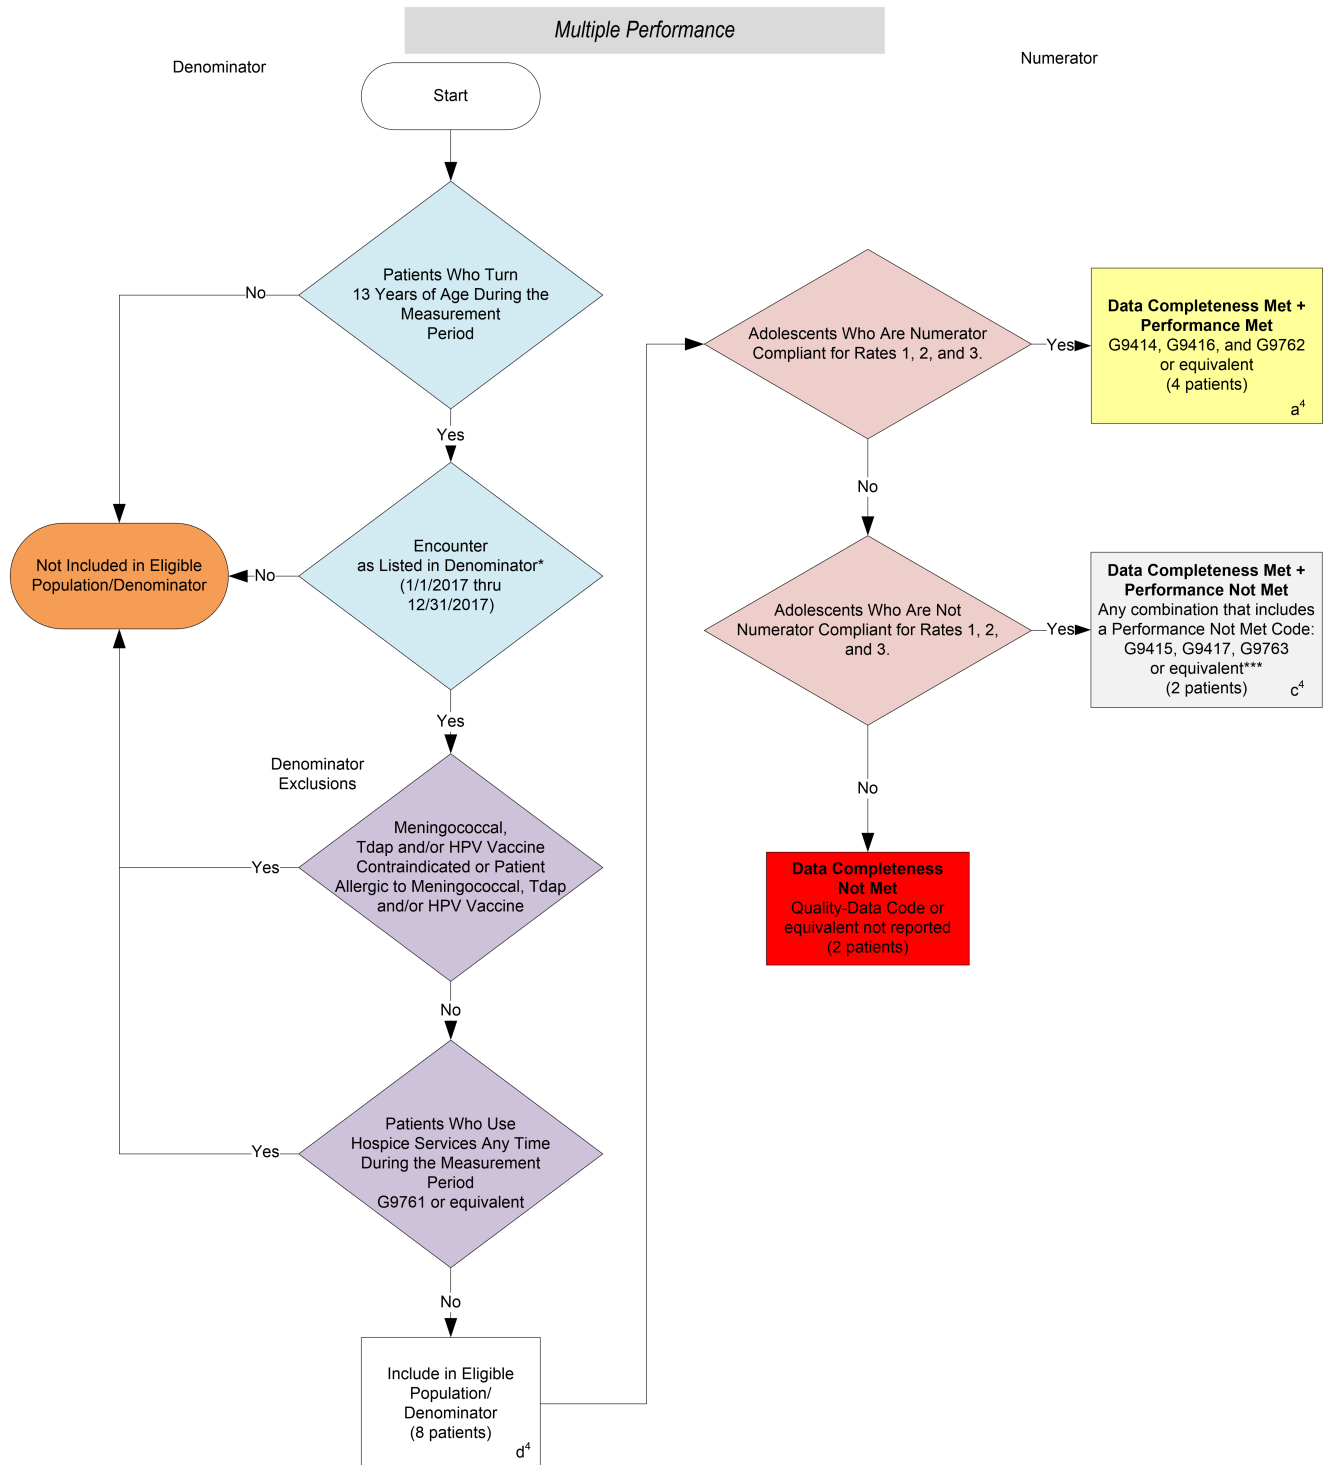 Multiple Performance
Denominator
Numerator
Start
Patients Who Turn
13 Years of Age During the
Measurement
Period
No
Yes
Encounter
as Listed in Denominator*
(1/1/2017 thru
12/31/2017)
No
Not Included in Eligible
Population/Denominator
Yes
Denominator
Exclusions
Meningococcal,
Tdap and/or HPV Vaccine
Contraindicated or Patient
Allergic to Meningococcal, Tdap
and/or HPV Vaccine
Yes
No
Patients Who Use
Hospice Services Any Time
During the Measurement
Period
G9761 or equivalent
Yes
No
Include in Eligible
Population/
Denominator
(8 patients)
d⁴
Adolescents Who Are Numerator
Compliant for Rates 1, 2, and 3.
Yes
Data Completeness Met +
Performance Met
G9414, G9416, and G9762
or equivalent
(4 patients)
a⁴
No
Adolescents Who Are Not
Numerator Compliant for Rates 1, 2,
and 3.
Yes
Data Completeness Met +
Performance Not Met
Any combination that includes
a Performance Not Met Code:
G9415, G9417, G9763
or equivalent***
(2 patients)
c⁴
No
Data Completeness
Not Met
Quality-Data Code or
equivalent not reported
(2 patients)